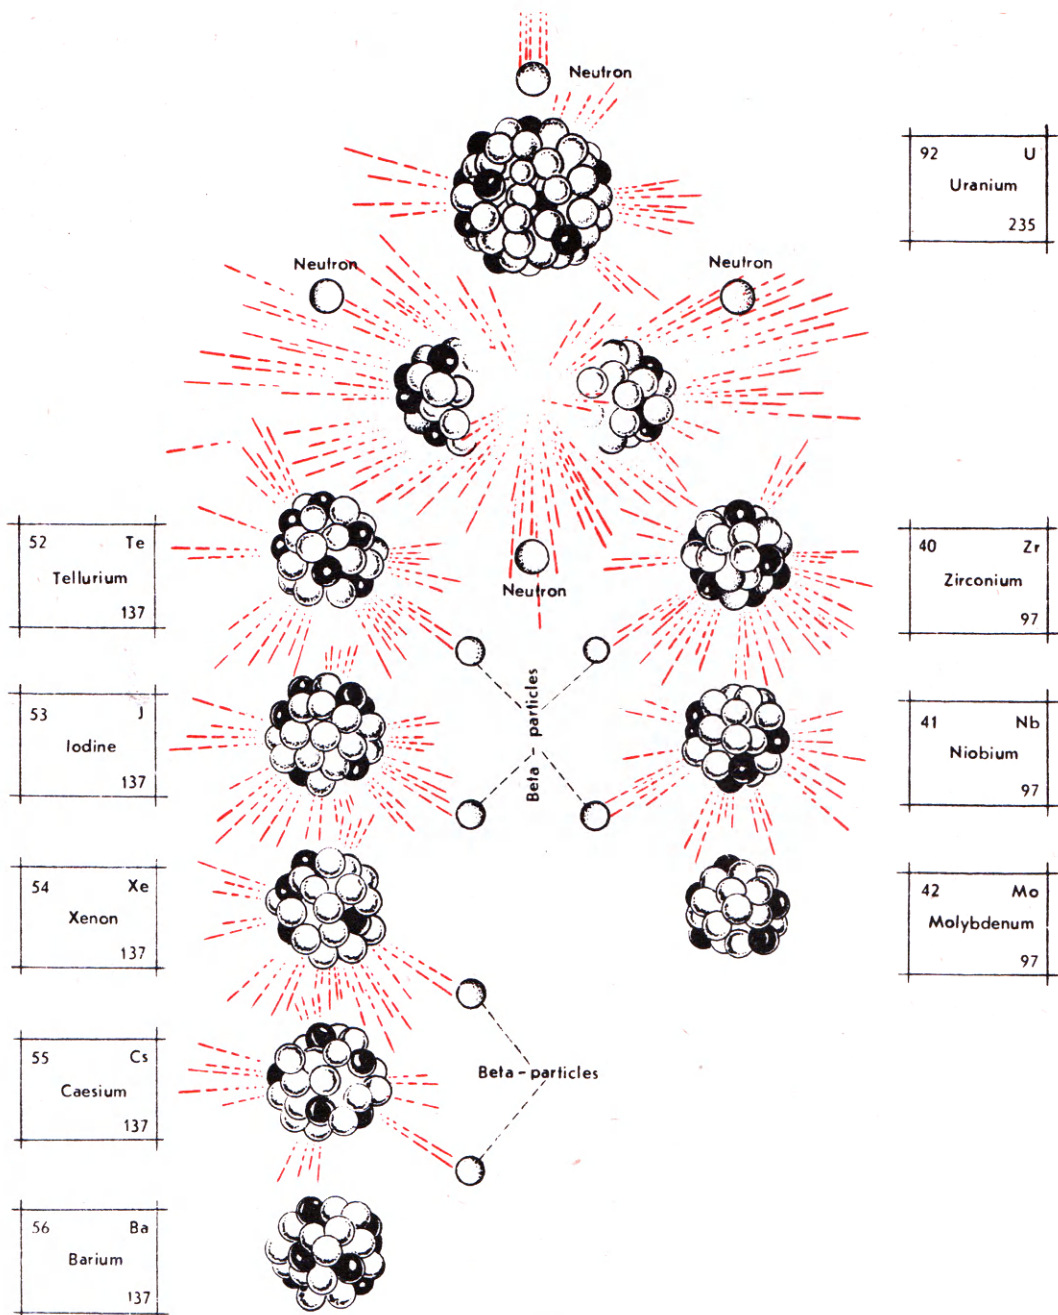 Neutron
92 U
Uranium
235
Neutron
Neutron
52 Te
Tellurium
137
Neutron
40 Zr
Zirconium
97
Beta - particles
53 J
Iodine
137
41 Nb
Niobium
97
54 Xe
Xenon
137
42 Mo
Molybdenum
97
55 Cs
Caesium
137
Beta - particles
56 Ba
Barium
137